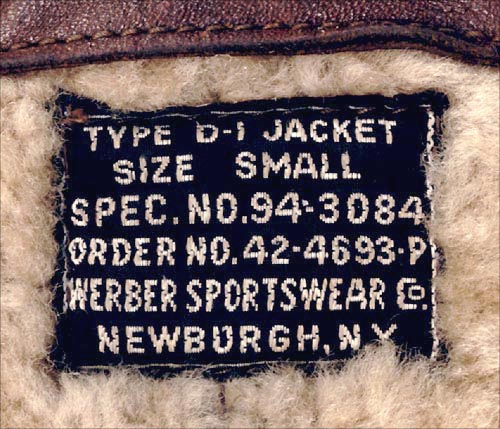 TYPE D-1 JACKET
SIZE SMALL
SPEC. NO. 94-3084
ORDER NO. 42-4693-P
WERBER SPORTSWEAR Co.
NEWBURGH, N.Y.